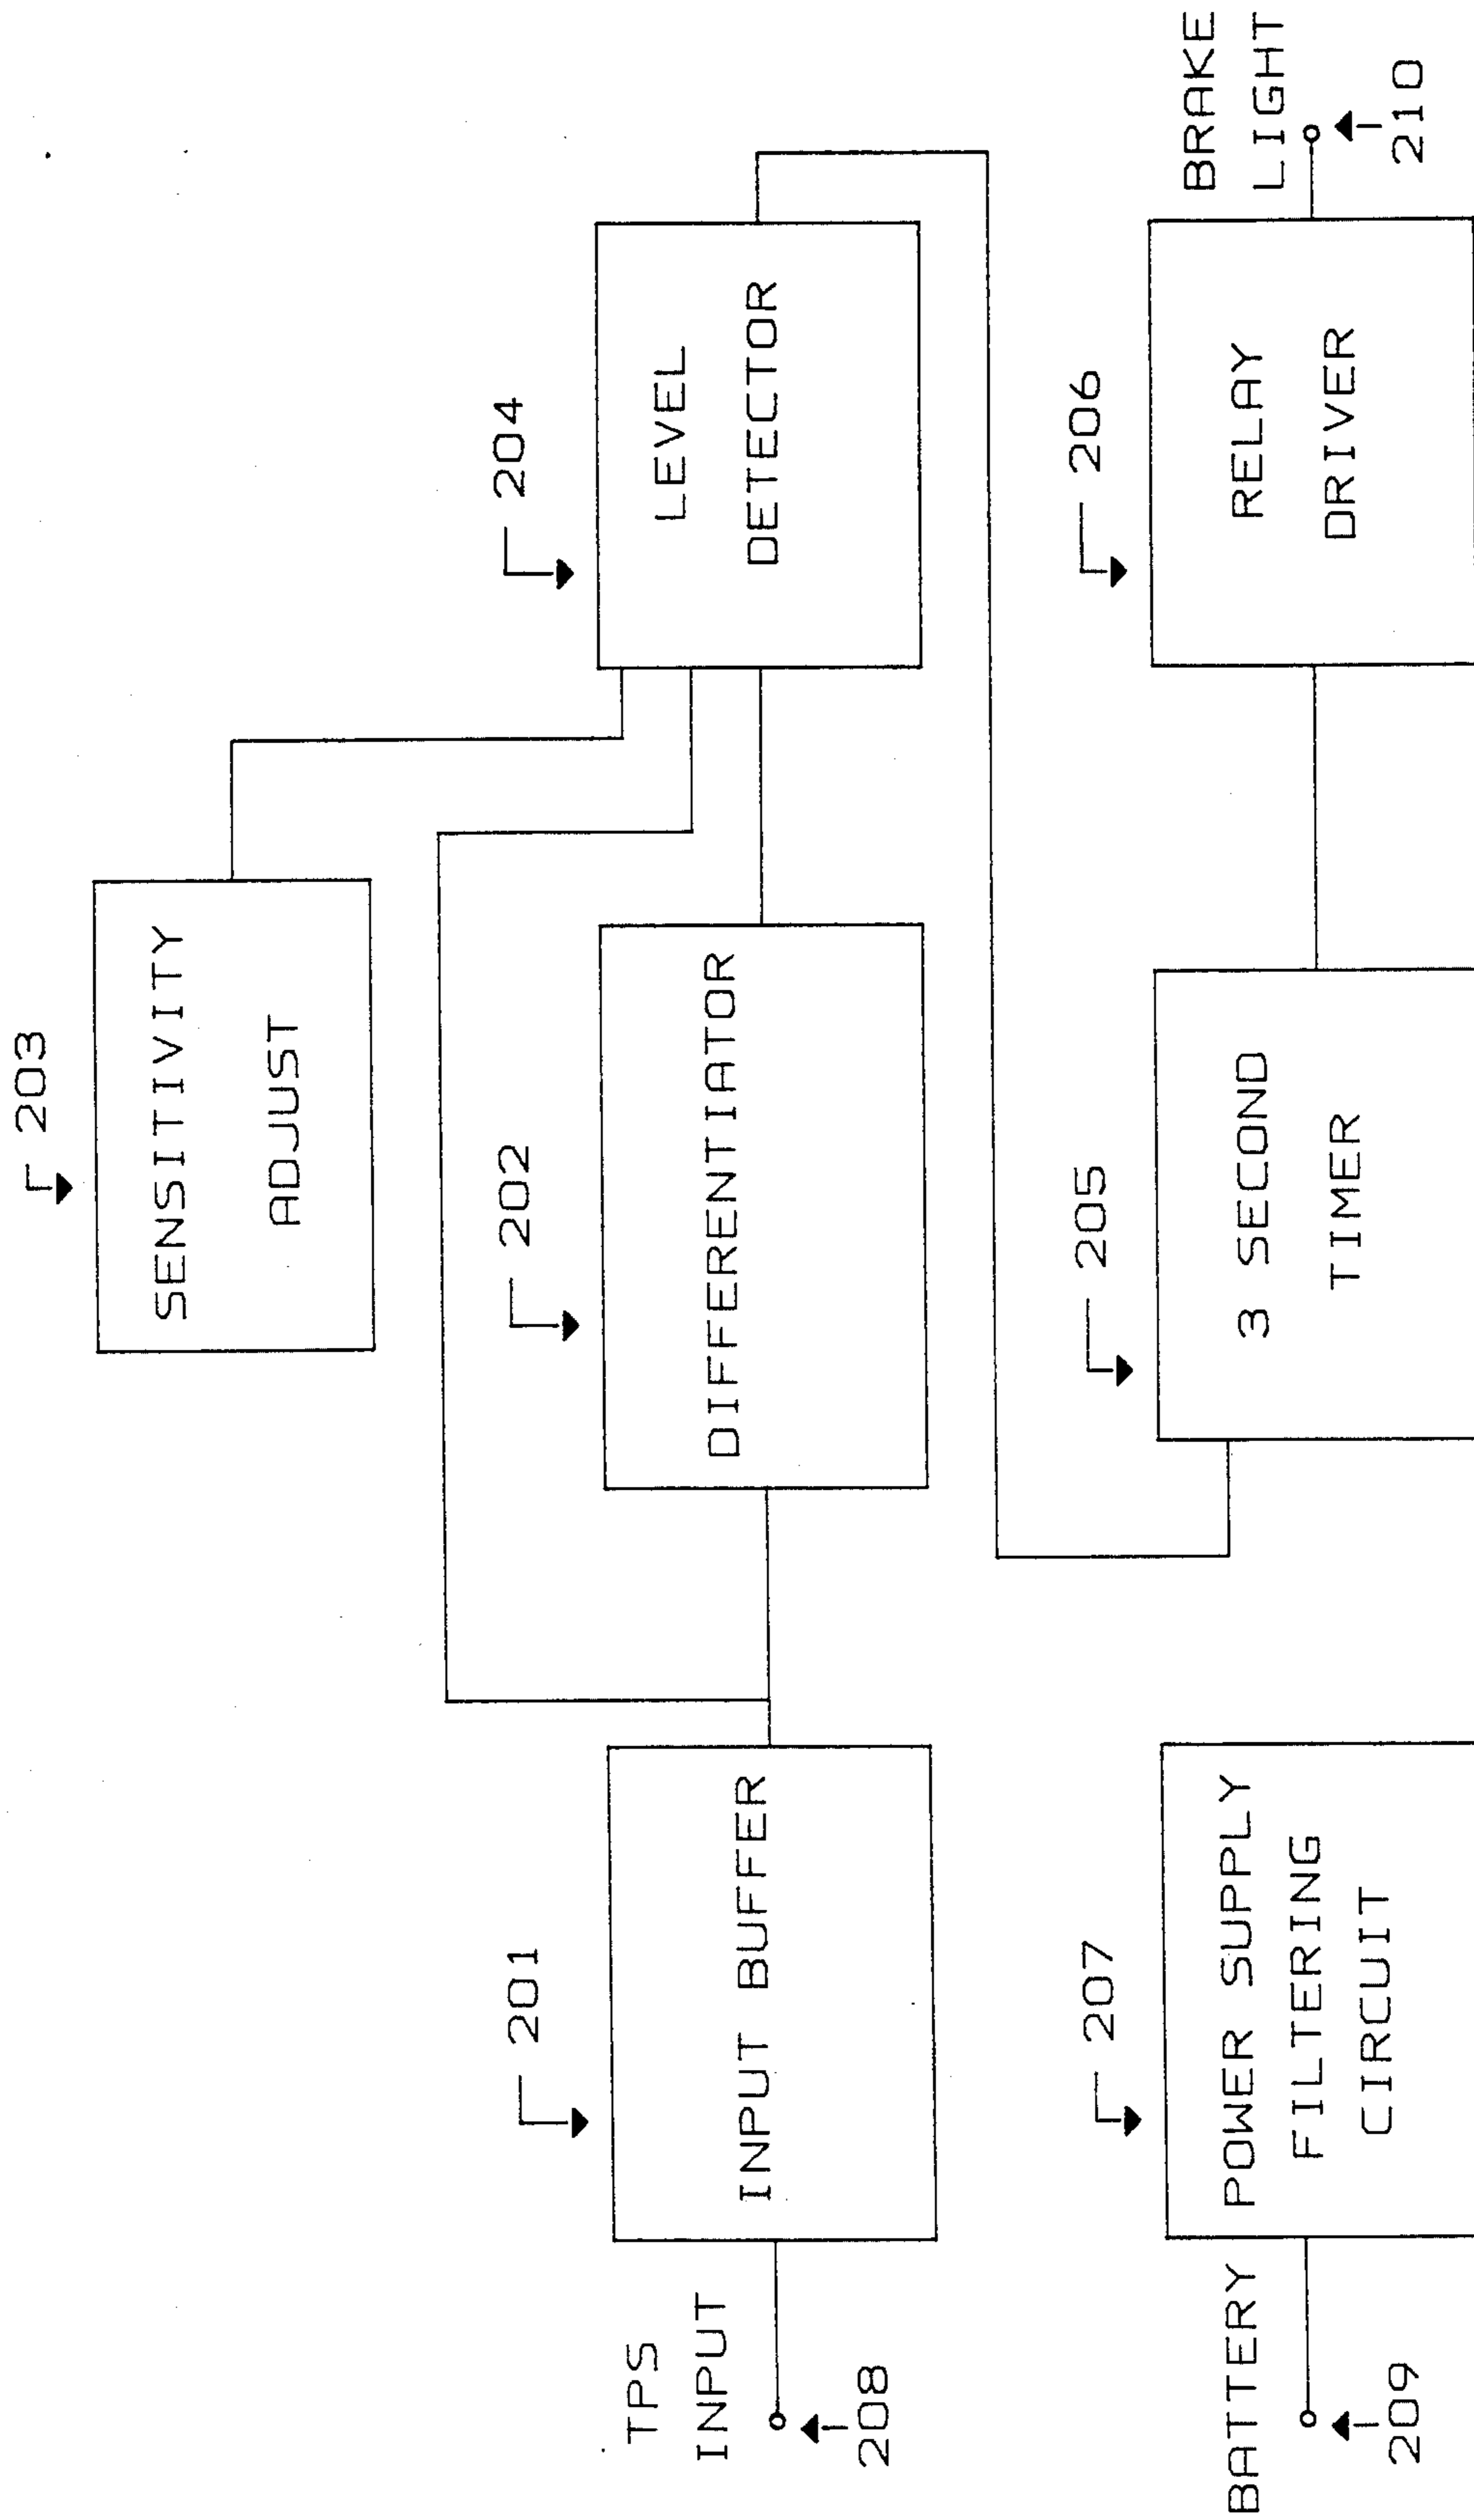 203
SENSITIVITY
ADJUST
201
202
204
TPS
INPUT
208
INPUT BUFFER
DIFFERENTIATOR
LEVEL
DETECTOR
207
205
206
BATTERY
209
POWER SUPPLY
FILTERING
CIRCUIT
3 SECOND
TIMER
RELAY
DRIVER
BRAKE
LIGHT
210